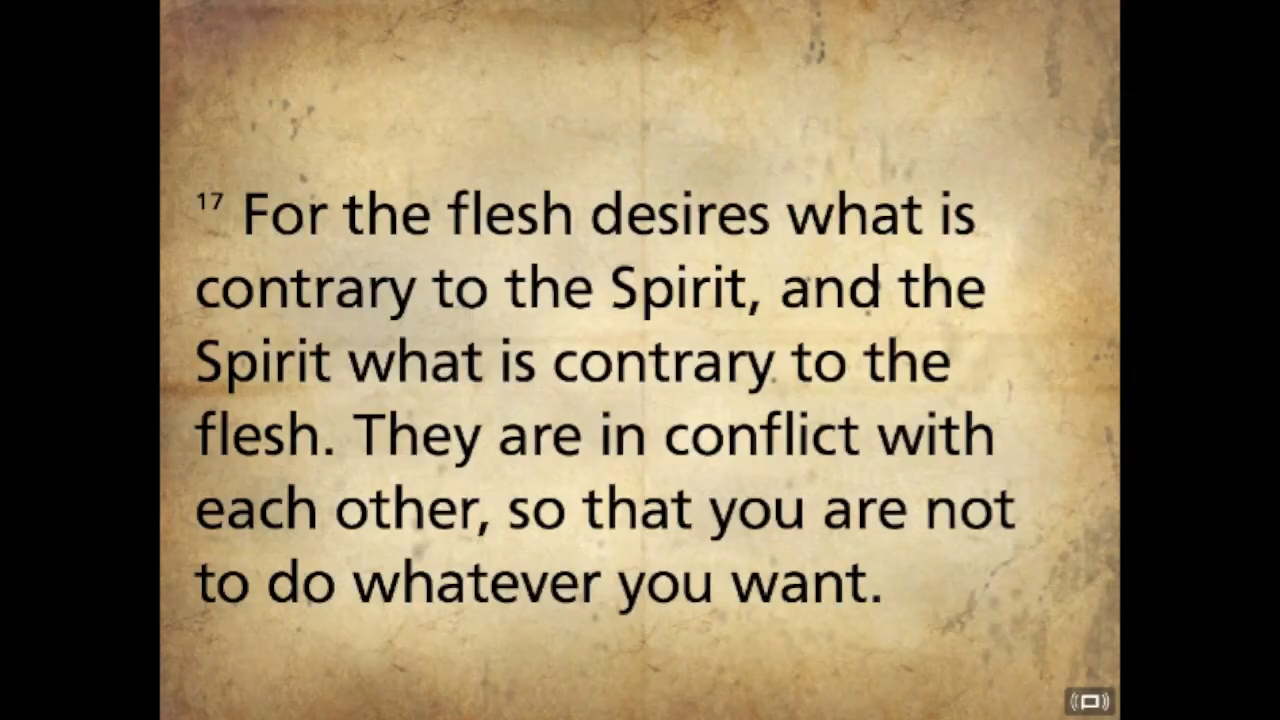 17 For the flesh desires what is
contrary to the Spirit, and the
Spirit what is contrary to the
flesh. They are in conflict with
each other, so that you are not
to do whatever you want.